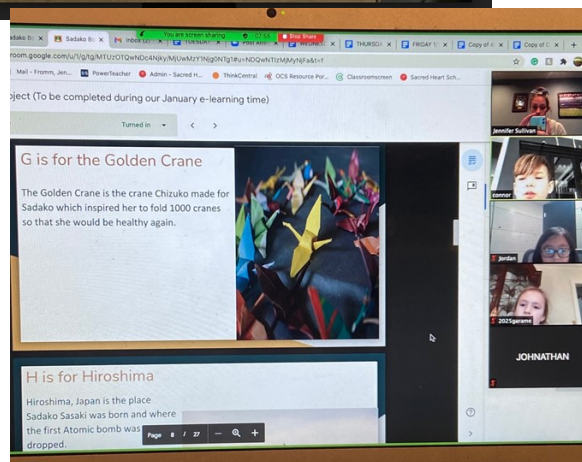 Sadako Bo
You are screen sharing
Stop Share
TUESDAY
THURSDA
FRIDAY
Copy of
Copy of C
Mail - Fromm, Jen...
PowerTeacher
Admin - Sacred H...
ThinkCentral
OCS Resource Por...
Classroomscreen
Sacred Heart Sch...
ject (To be completed during our January e-learning time)
Turned in
G is for the Golden Crane
The Golden Crane is the crane Chizuko made for
Sadako which inspired her to fold 1000 cranes
so that she would be healthy again.
H is for Hiroshima
Hiroshima, Japan is the place
Sadako Sasaki was born and where
the first Atomic bomb was
dropped.
Page 8 / 27
Jennifer Sullivan
connor
Jordan
2025garame
JOHNATHAN